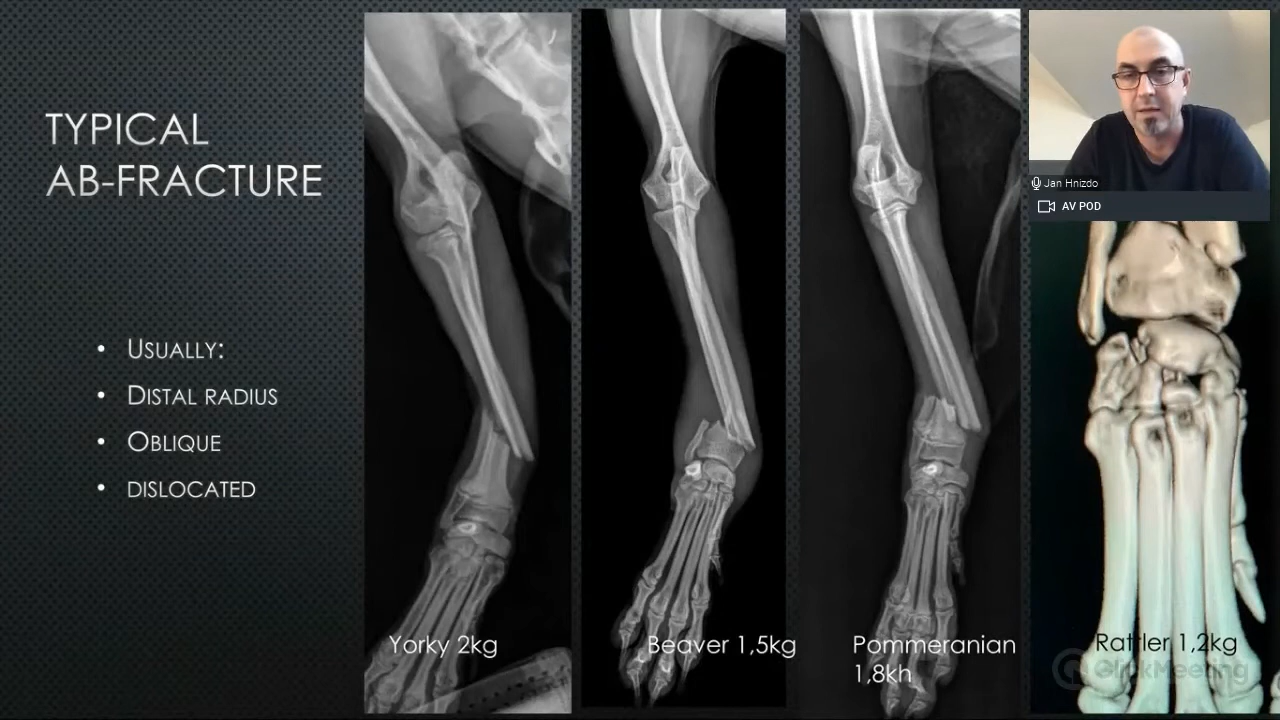 TYPICAL
AB-FRACTURE
• USUALLY:
• DISTAL RADIUS
• OBLIQUE
• DISLOCATED
Yorky 2kg
Beaver 1,5kg
Pommeranian
1,8kh
Rattler 1,2kg
ClickMeeting
Jan Hnizdo
AV POD